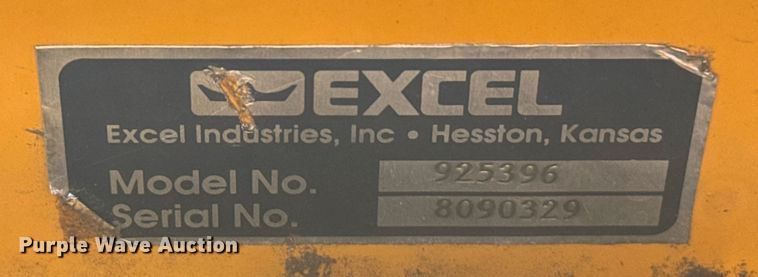 EXCEL
Excel Industries, Inc • Hesston, Kansas
Model No. 925396
Serial No. 8090329
Purple Wave Auction